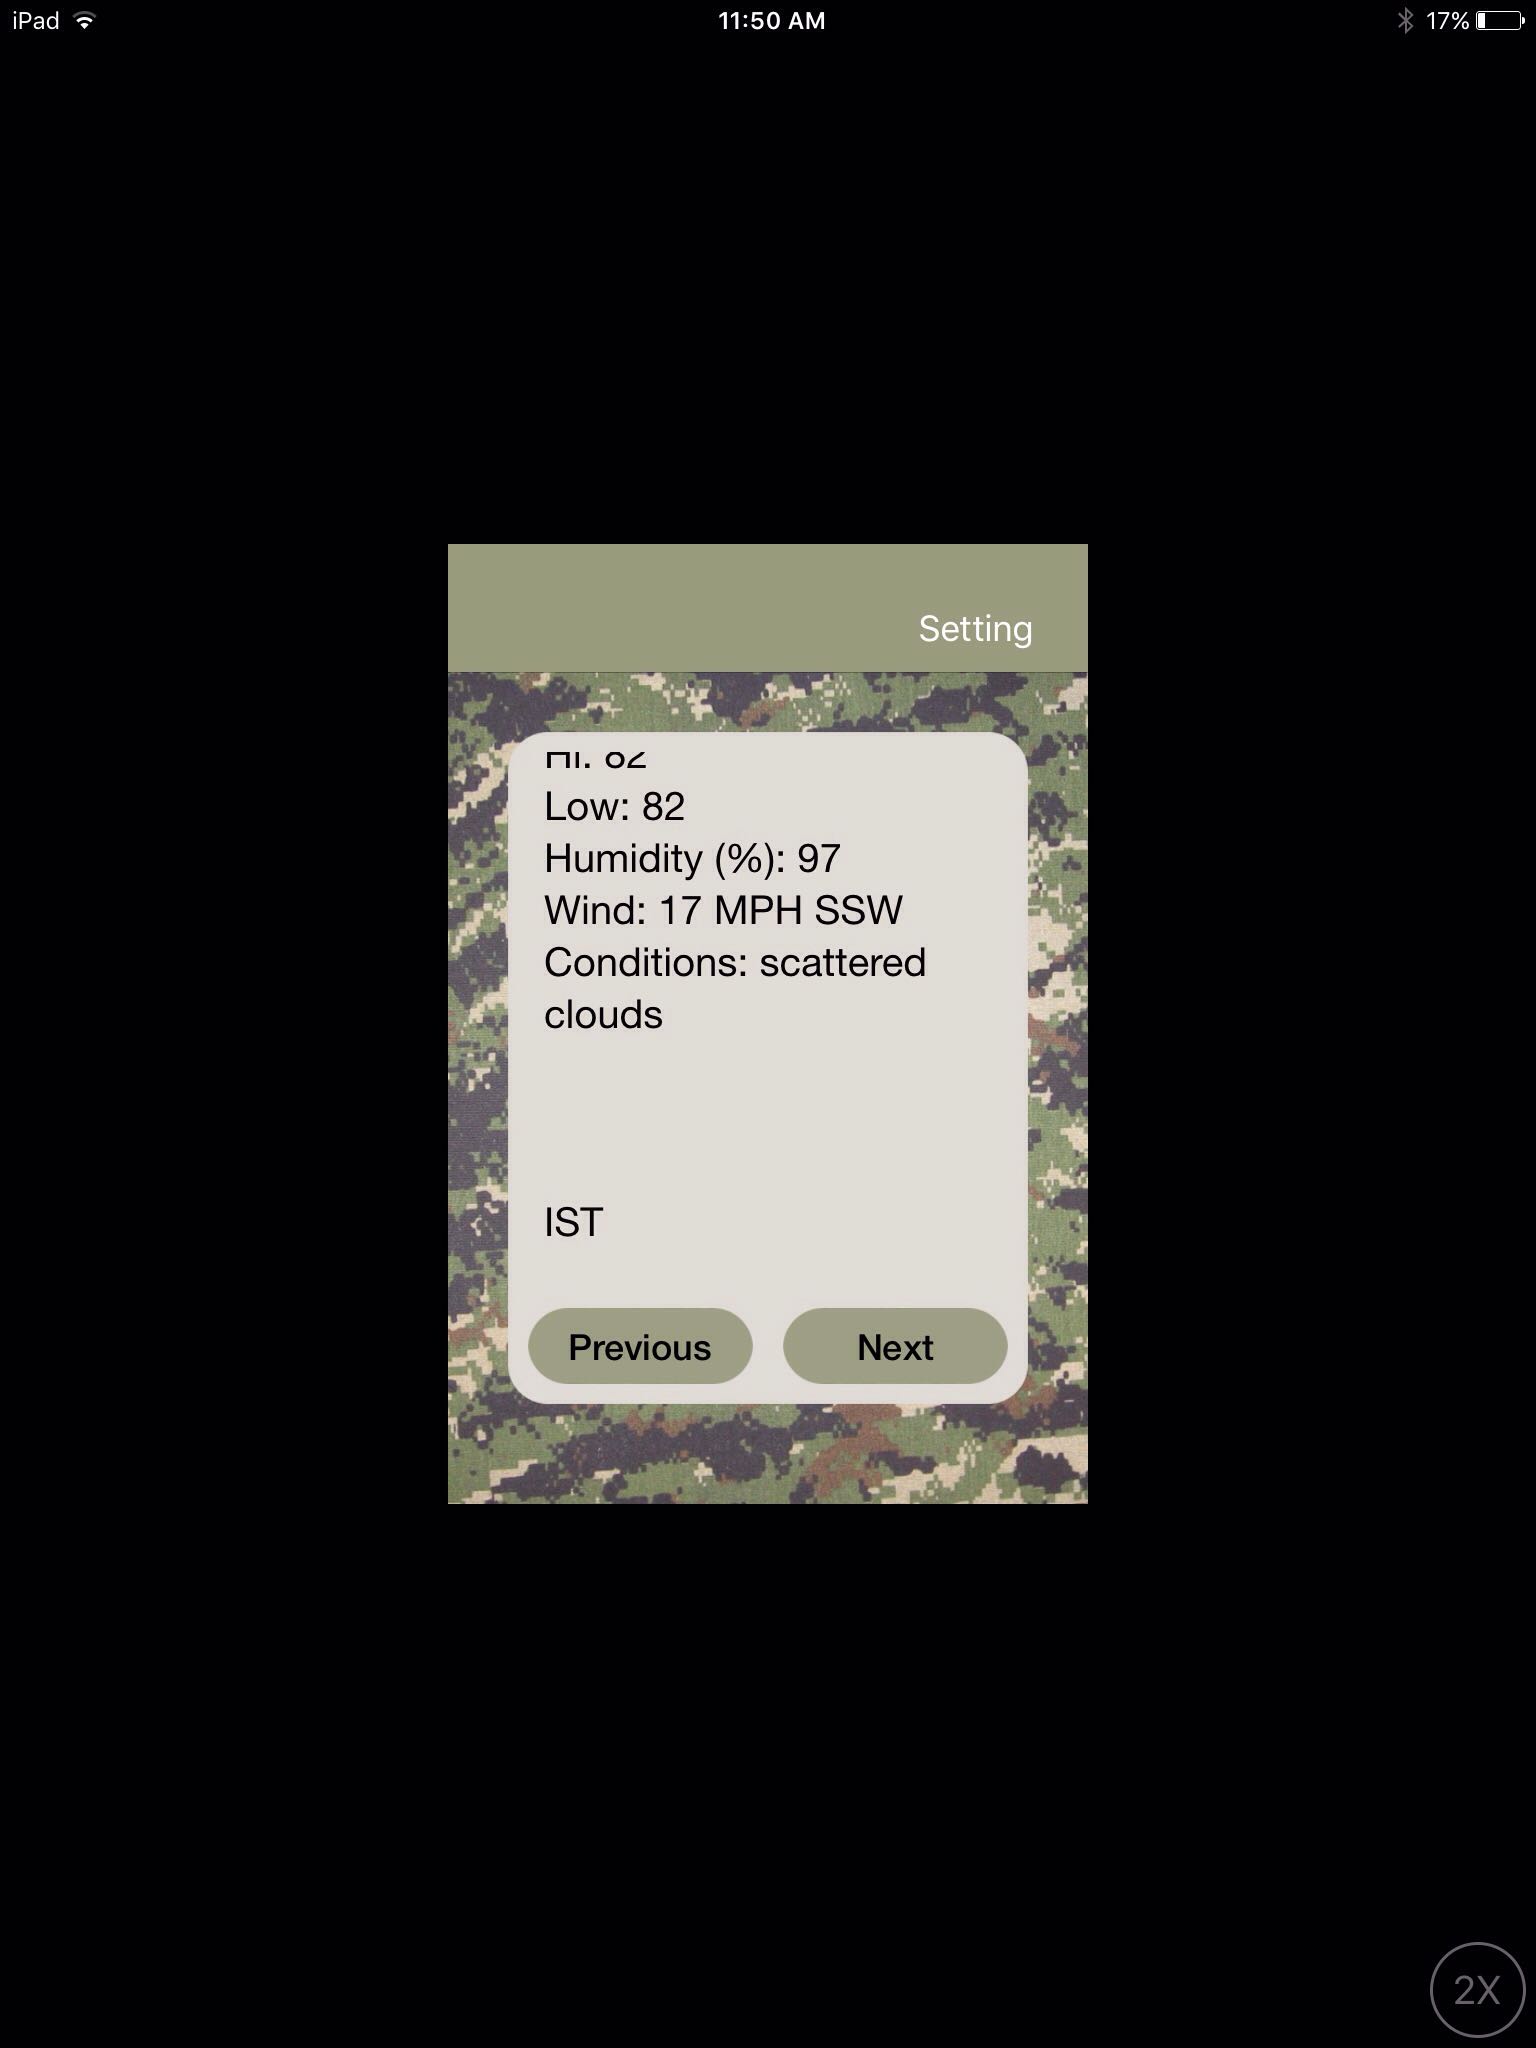 iPad 11:50 AM 17%
Setting
Low: 82
Humidity (%): 97
Wind: 17 MPH SSW
Conditions: scattered
clouds
IST
Previous Next
2X